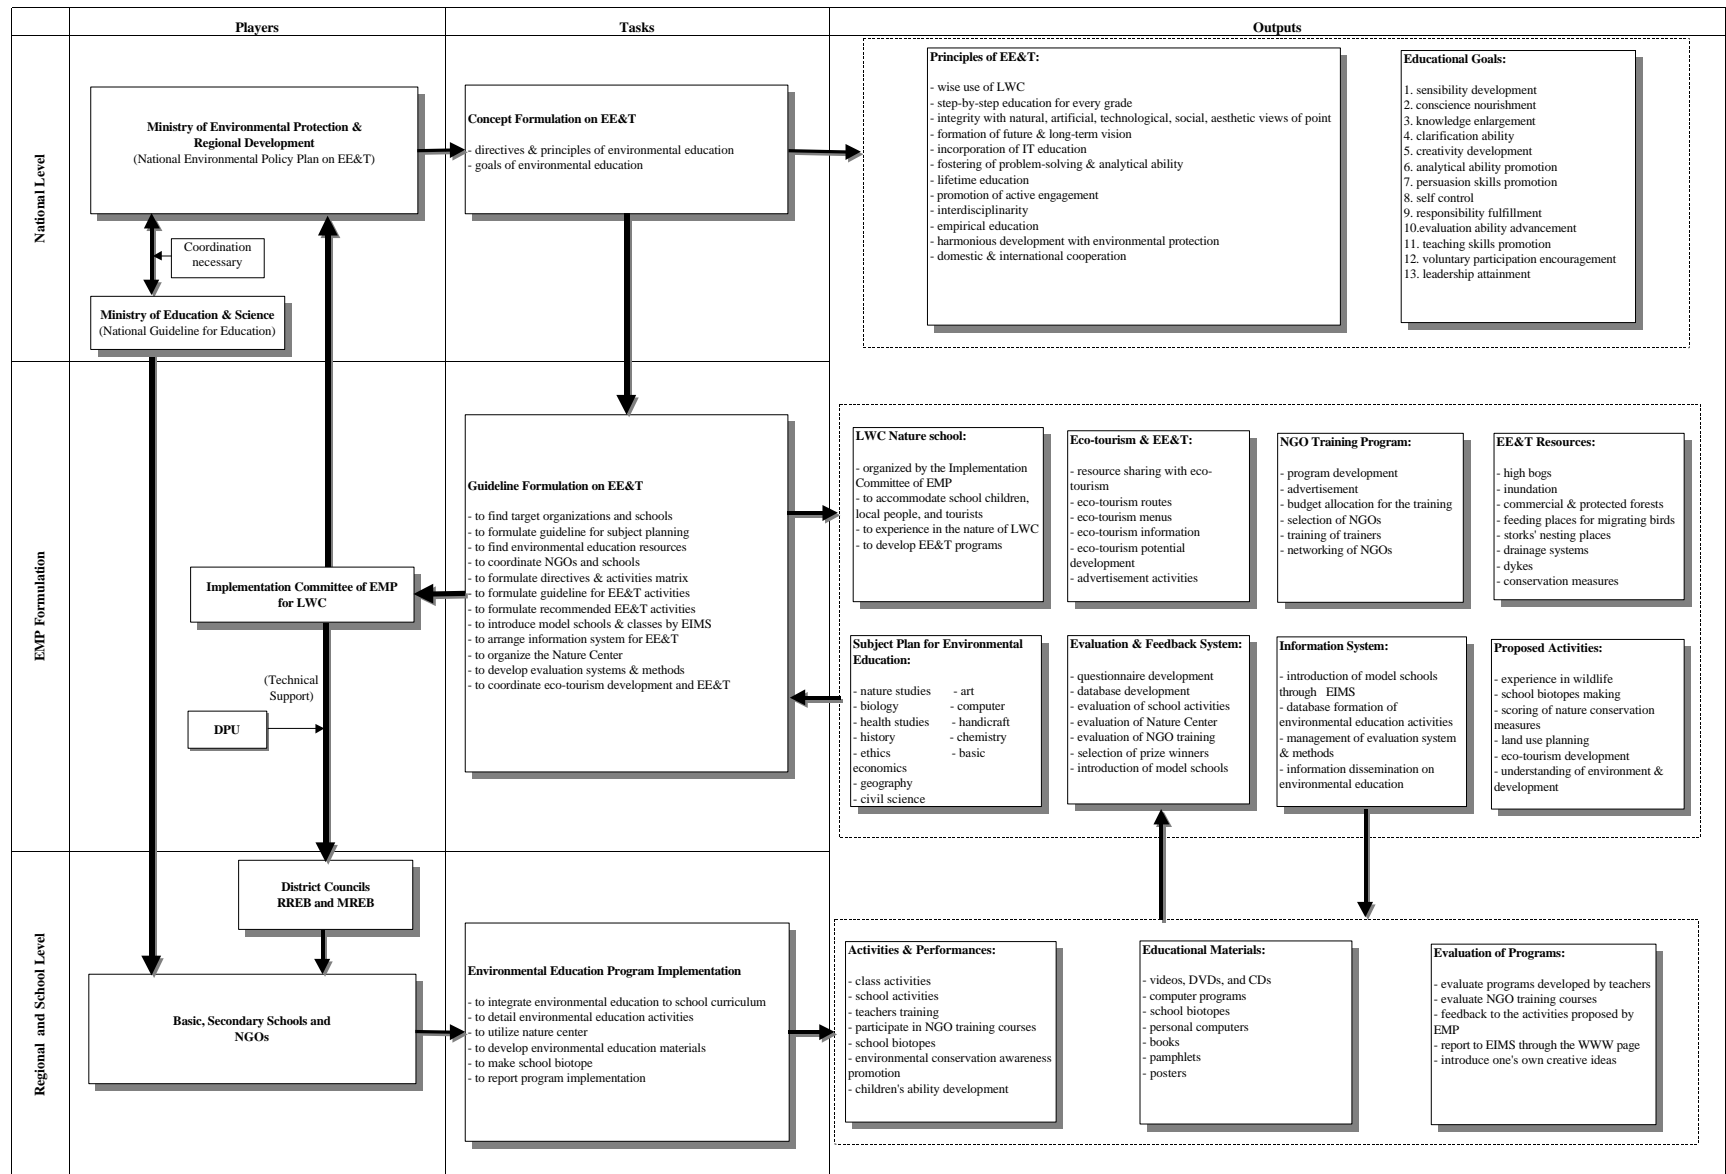 Players
Tasks
Outputs
National Level
Ministry of Environmental Protection &
Regional Development
(National Environmental Policy Plan on EE&T)
Coordination
necessary
Ministry of Education & Science
(National Guideline for Education)
Concept Formulation on EE&T
- directives & principles of environmental education
- goals of environmental education
Principles of EE&T:
- wise use of LWC
- step-by-step education for every grade
- integrity with natural, artificial, technological, social, aesthetic views of point
- formation of future & long-term vision
- incorporation of IT education
- fostering of problem-solving & analytical ability
- lifetime education
- promotion of active engagement
- interdisciplinarity
- empirical education
- harmonious development with environmental protection
- domestic & international cooperation
Educational Goals:
1. sensibility development
2. conscience nourishment
3. knowledge enlargement
4. clarification ability
5. creativity development
6. analytical ability promotion
7. persuasion skills promotion
8. self control
9. responsibility fulfillment
10.evaluation ability advancement
11. teaching skills promotion
12. voluntary participation encouragement
13. leadership attainment
EMP Formulation
Implementation Committee of EMP
for LWC
(Technical
Support)
DPU
Guideline Formulation on EE&T
- to find target organizations and schools
- to formulate guideline for subject planning
- to find environmental education resources
- to coordinate NGOs and schools
- to formulate directives & activities matrix
- to formulate guideline for EE&T activities
- to formulate recommended EE&T activities
- to introduce model schools & classes by EIMS
- to arrange information system for EE&T
- to organize the Nature Center
- to develop evaluation systems & methods
- to coordinate eco-tourism development and EE&T
LWC Nature school:
- organized by the Implementation
Committee of EMP
- to accommodate school children,
local people, and tourists
- to experience in the nature of LWC
- to develop EE&T programs
Eco-tourism & EE&T:
- resource sharing with eco-
tourism
- eco-tourism routes
- eco-tourism menus
- eco-tourism information
- eco-tourism potential
development
- advertisement activities
NGO Training Program:
- program development
- advertisement
- budget allocation for the training
- selection of NGOs
- training of trainers
- networking of NGOs
EE&T Resources:
- high bogs
- inundation
- commercial & protected forests
- feeding places for migrating birds
- storks' nesting places
- drainage systems
- dykes
- conservation measures
Subject Plan for Environmental
Education:
- nature studies - art
- biology - computer
- health studies - handicraft
- history - chemistry
- ethics - basic
economics
- geography
- civil science
Evaluation & Feedback System:
- questionnaire development
- database development
- evaluation of school activities
- evaluation of Nature Center
- evaluation of NGO training
- selection of prize winners
- introduction of model schools
Information System:
- introduction of model schools
through EIMS
- database formation of
environmental education activities
- management of evaluation system
& methods
- information dissemination on
environmental education
Proposed Activities:
- experience in wildlife
- school biotopes making
- scoring of nature conservation
measures
- land use planning
- eco-tourism development
- understanding of environment &
development
Regional and School Level
District Councils
RREB and MREB
Basic, Secondary Schools and
NGOs
Environmental Education Program Implementation
- to integrate environmental education to school curriculum
- to detail environmental education activities
- to utilize nature center
- to develop environmental education materials
- to make school biotope
- to report program implementation
Activities & Performances:
- class activities
- school activities
- teachers training
- participate in NGO training courses
- school biotopes
- environmental conservation awareness
promotion
- children's ability development
Educational Materials:
- videos, DVDs, and CDs
- computer programs
- school biotopes
- personal computers
- books
- pamphlets
- posters
Evaluation of Programs:
- evaluate programs developed by teachers
- evaluate NGO training courses
- feedback to the activities proposed by
EMP
- report to EIMS through the WWW page
- introduce one's own creative ideas